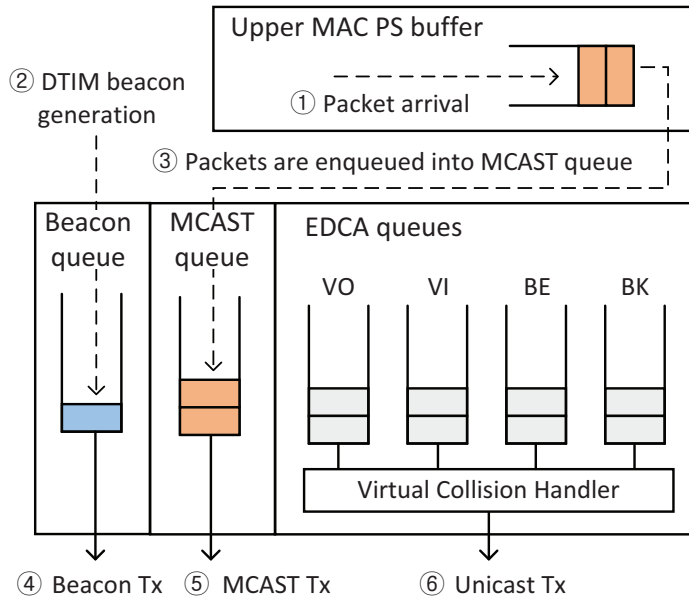 Upper MAC PS buffer
② DTIM beacon
generation
① Packet arrival
③ Packets are enqueued into MCAST queue
Beacon
queue
MCAST
queue
EDCA queues
VO
VI
BE
BK
Virtual Collision Handler
④ Beacon Tx
⑤ MCAST Tx
⑥ Unicast Tx